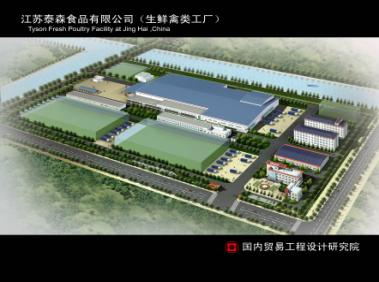 江苏泰森食品有限公司（生鲜禽类工厂）
Tyson Fresh Poultry Facility at Jing Hai ,China
国内贸易工程设计研究院